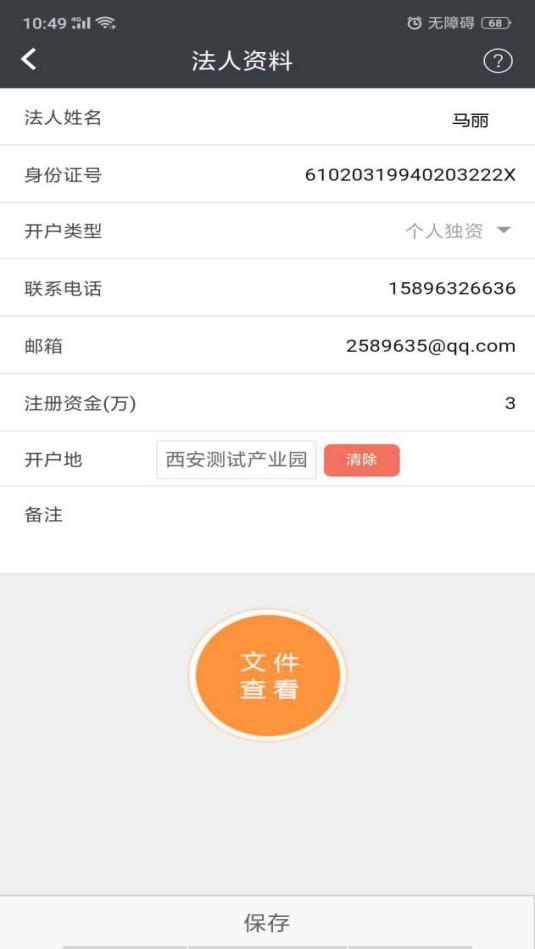 10:49 4G 无障碍 68
法人资料 ?
法人姓名 马丽
身份证号 61020319940203222X
开户类型 个人独资
联系电话 15896326636
邮箱 2589635@qq.com
注册资金(万) 3
开户地 西安测试产业园 清除
备注
文件
查看
保存